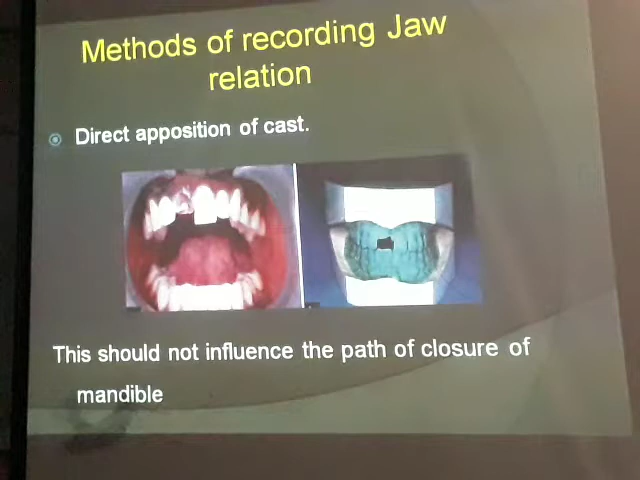 Methods of recording Jaw
relation
Direct apposition of cast.
This should not influence the path of closure of
mandible